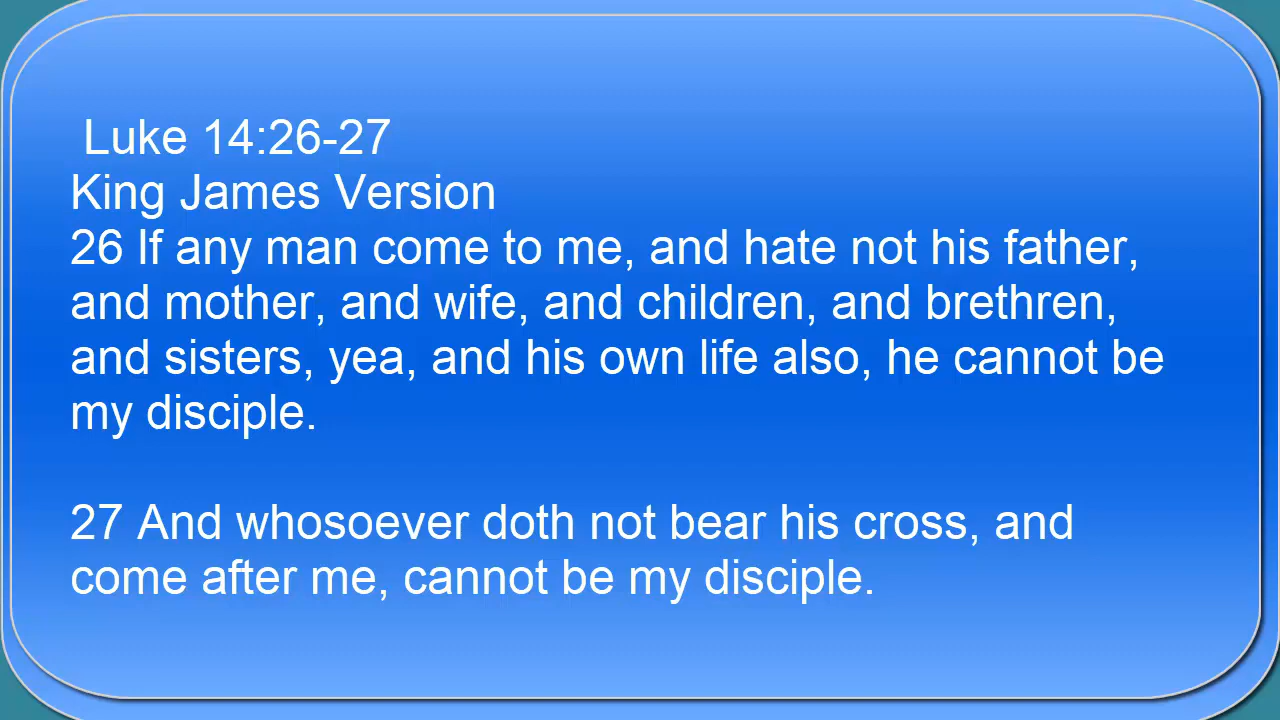 Luke 14:26-27
King James Version
26 If any man come to me, and hate not his father,
and mother, and wife, and children, and brethren,
and sisters, yea, and his own life also, he cannot be
my disciple.
27 And whosoever doth not bear his cross, and
come after me, cannot be my disciple.